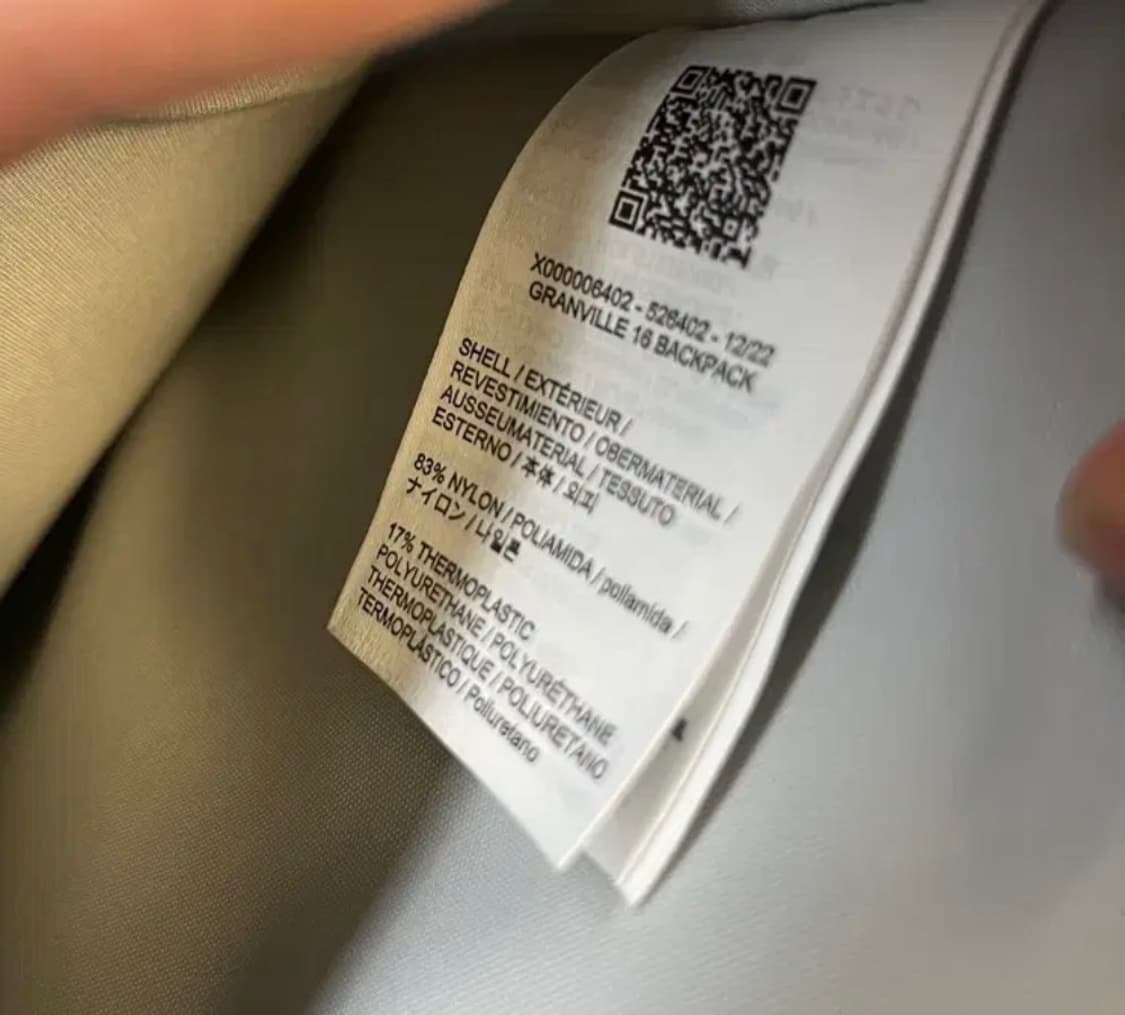 X000006402 - 526402 - 12/22
GRANVILLE 16 BACKPACK
SHELL / EXTÉRIEUR /
REVESTIMIENTO / OBERMATERIAL /
AUSSEUMATERIAL / TESSUTO
ESTERNO / 本体 / 외피
83% NYLON / POLIAMIDA / poliamida /
ナイロン / 나일론
17% THERMOPLASTIC
POLYURETHANE / POLYURÉTHANE
THERMOPLASTIQUE / POLIURETANO
TERMOPLÁSTICO / Poliuretano